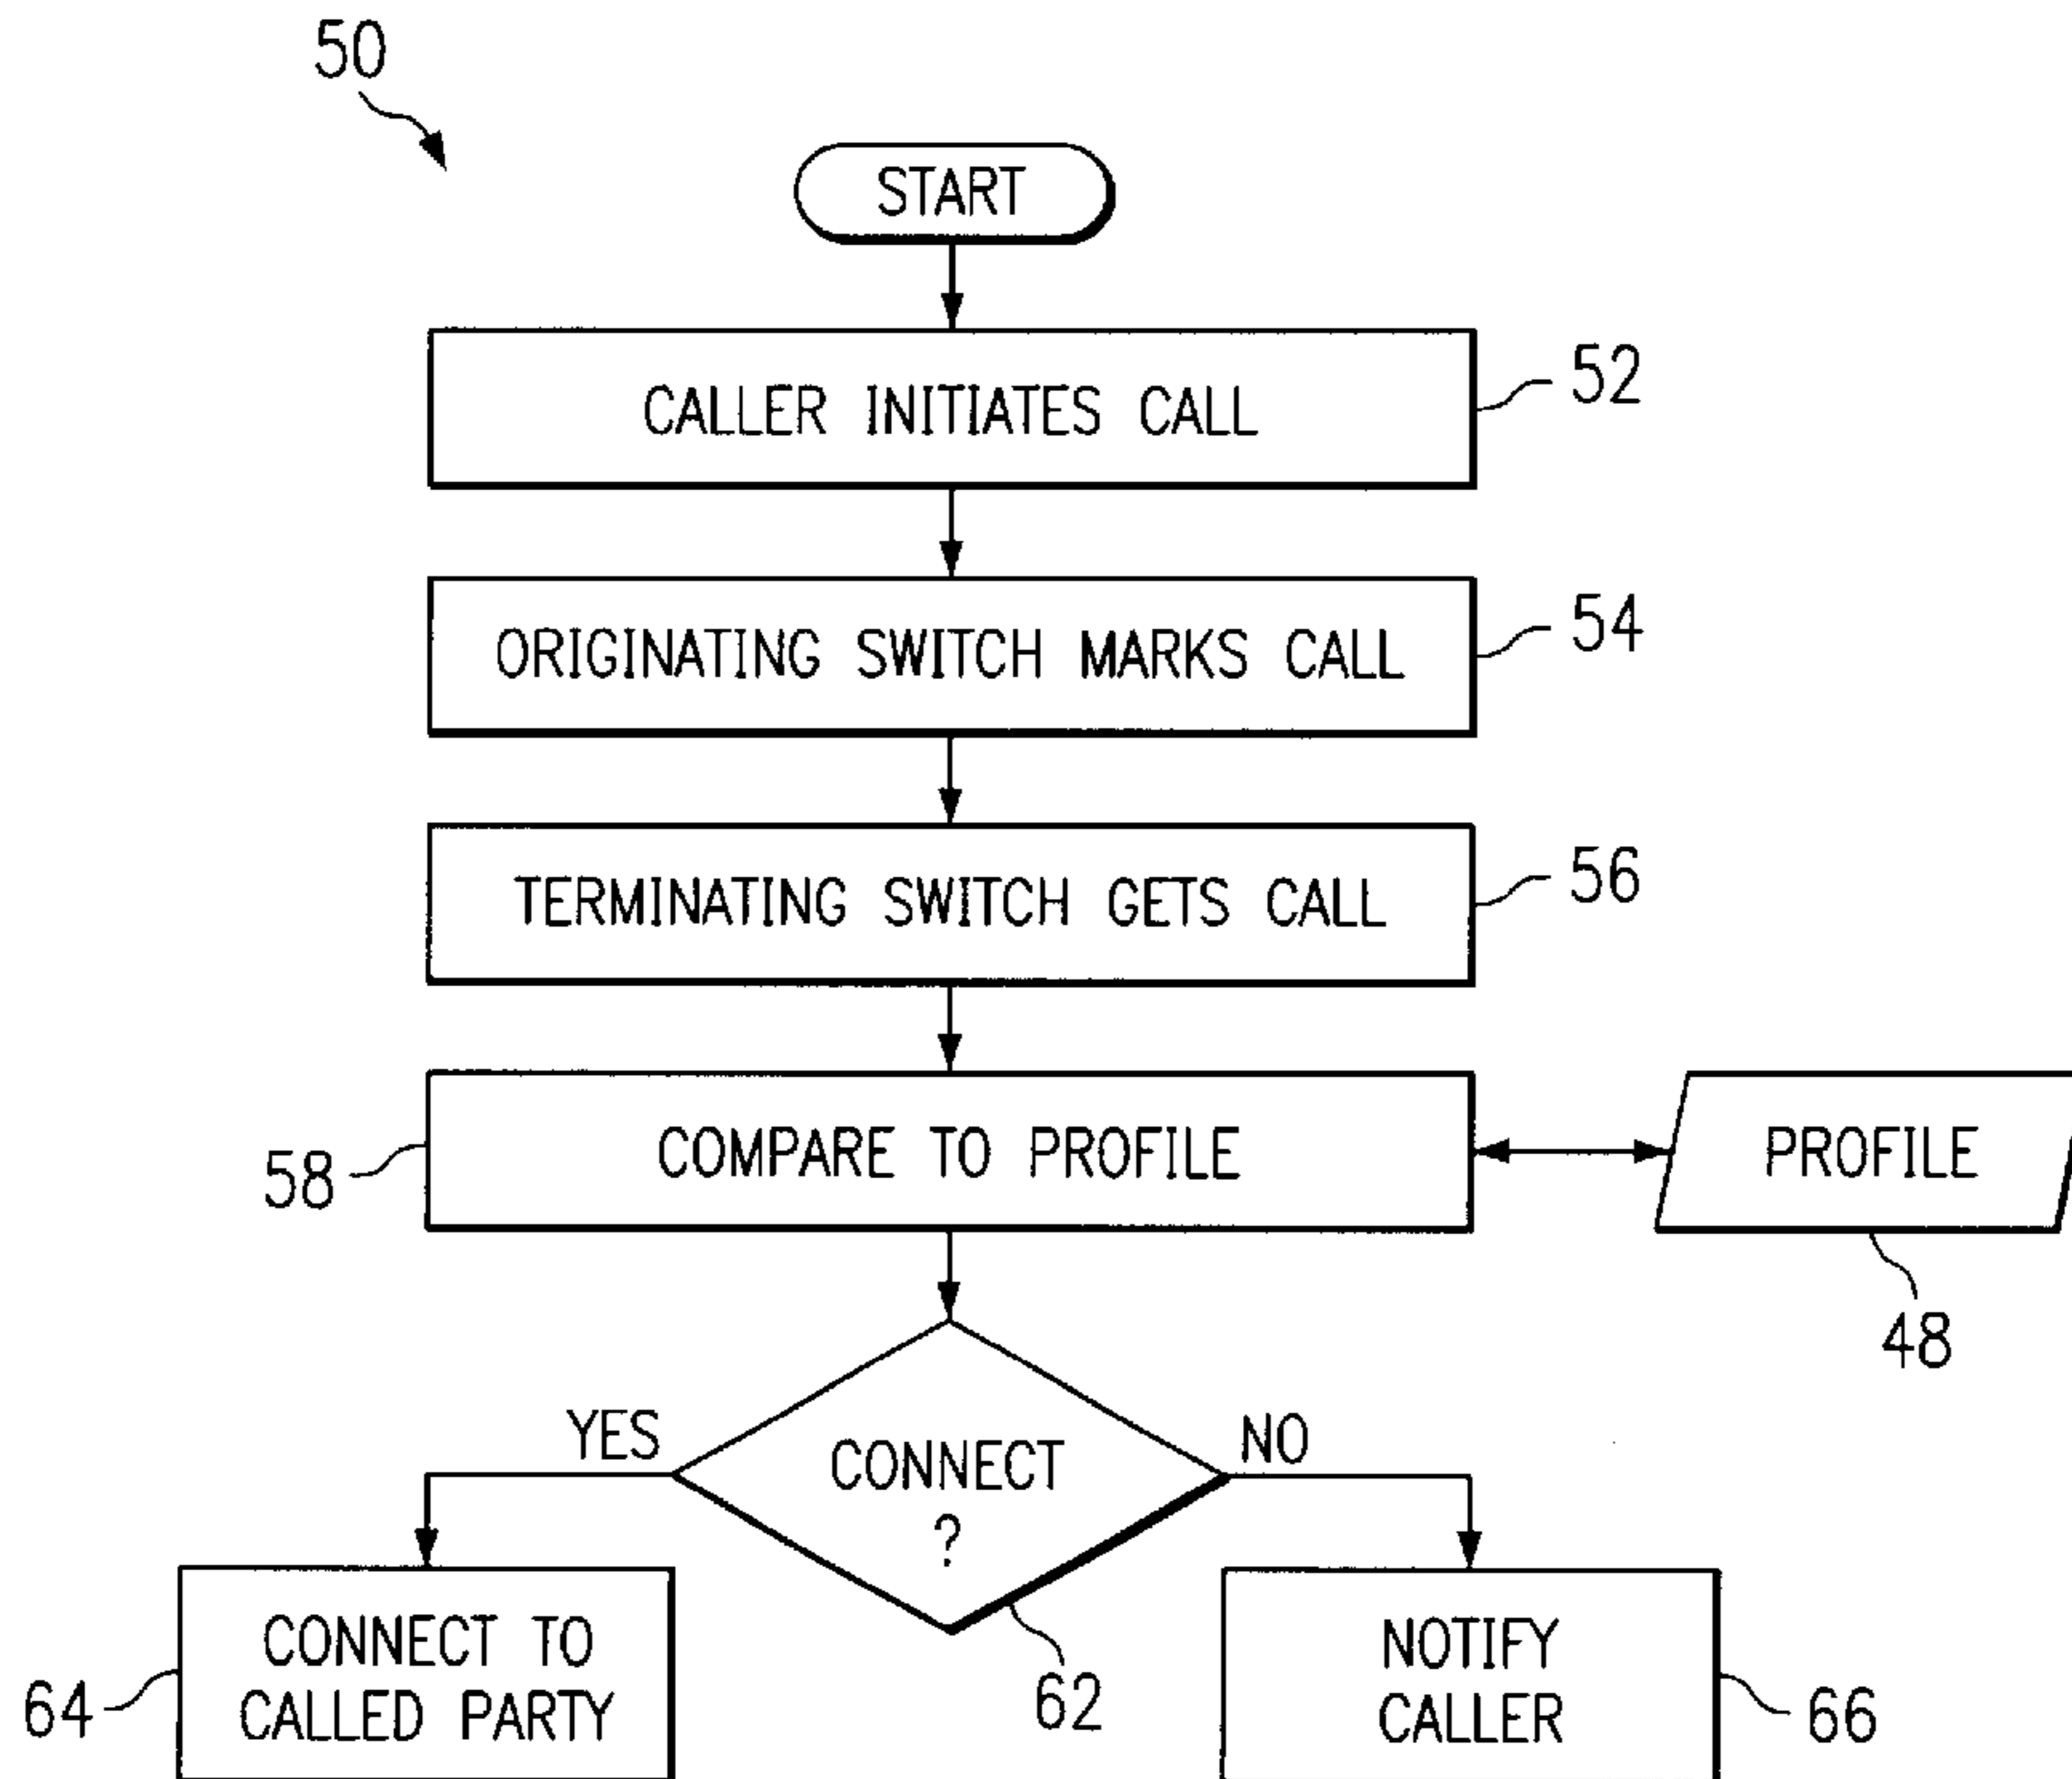 50
START
CALLER INITIATES CALL
52
ORIGINATING SWITCH MARKS CALL
54
TERMINATING SWITCH GETS CALL
56
COMPARE TO PROFILE
58
PROFILE
48
YES
CONNECT
?
NO
62
CONNECT TO
CALLED PARTY
64
NOTIFY
CALLER
66